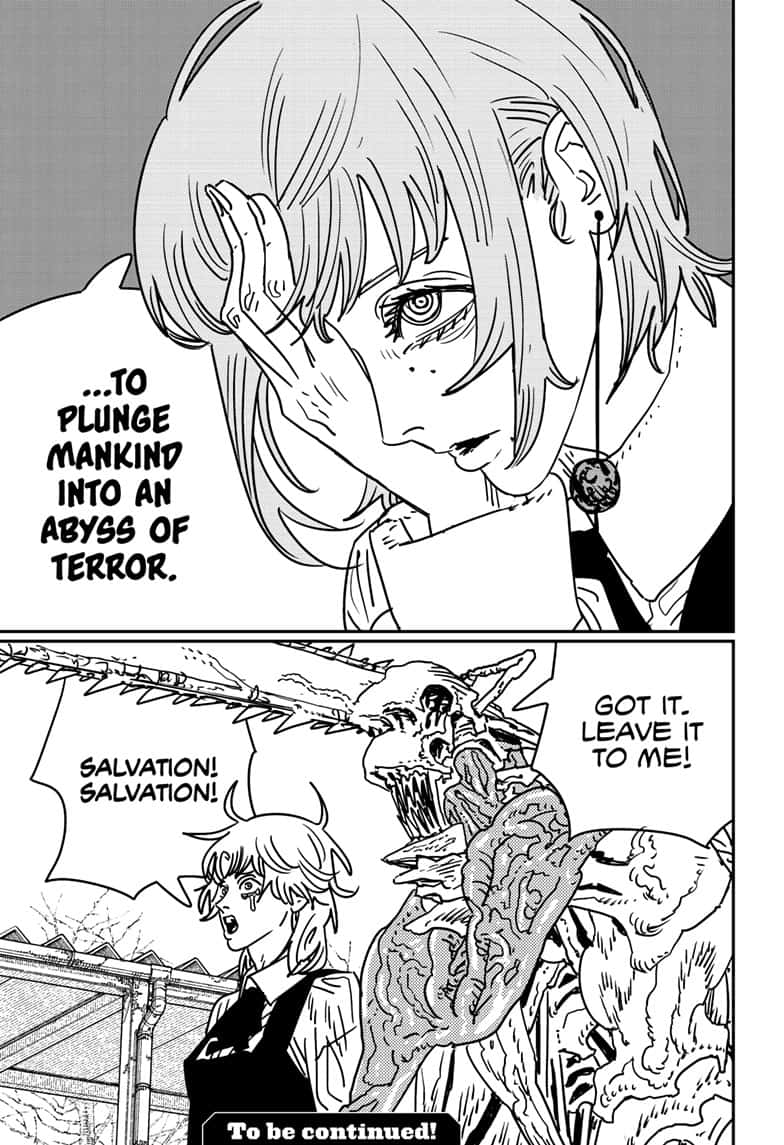 ...TO
PLUNGE
MANKIND
INTO AN
ABYSS OF
TERROR.
GOT IT.
LEAVE IT
TO ME!
SALVATION!
SALVATION!
To be continued!